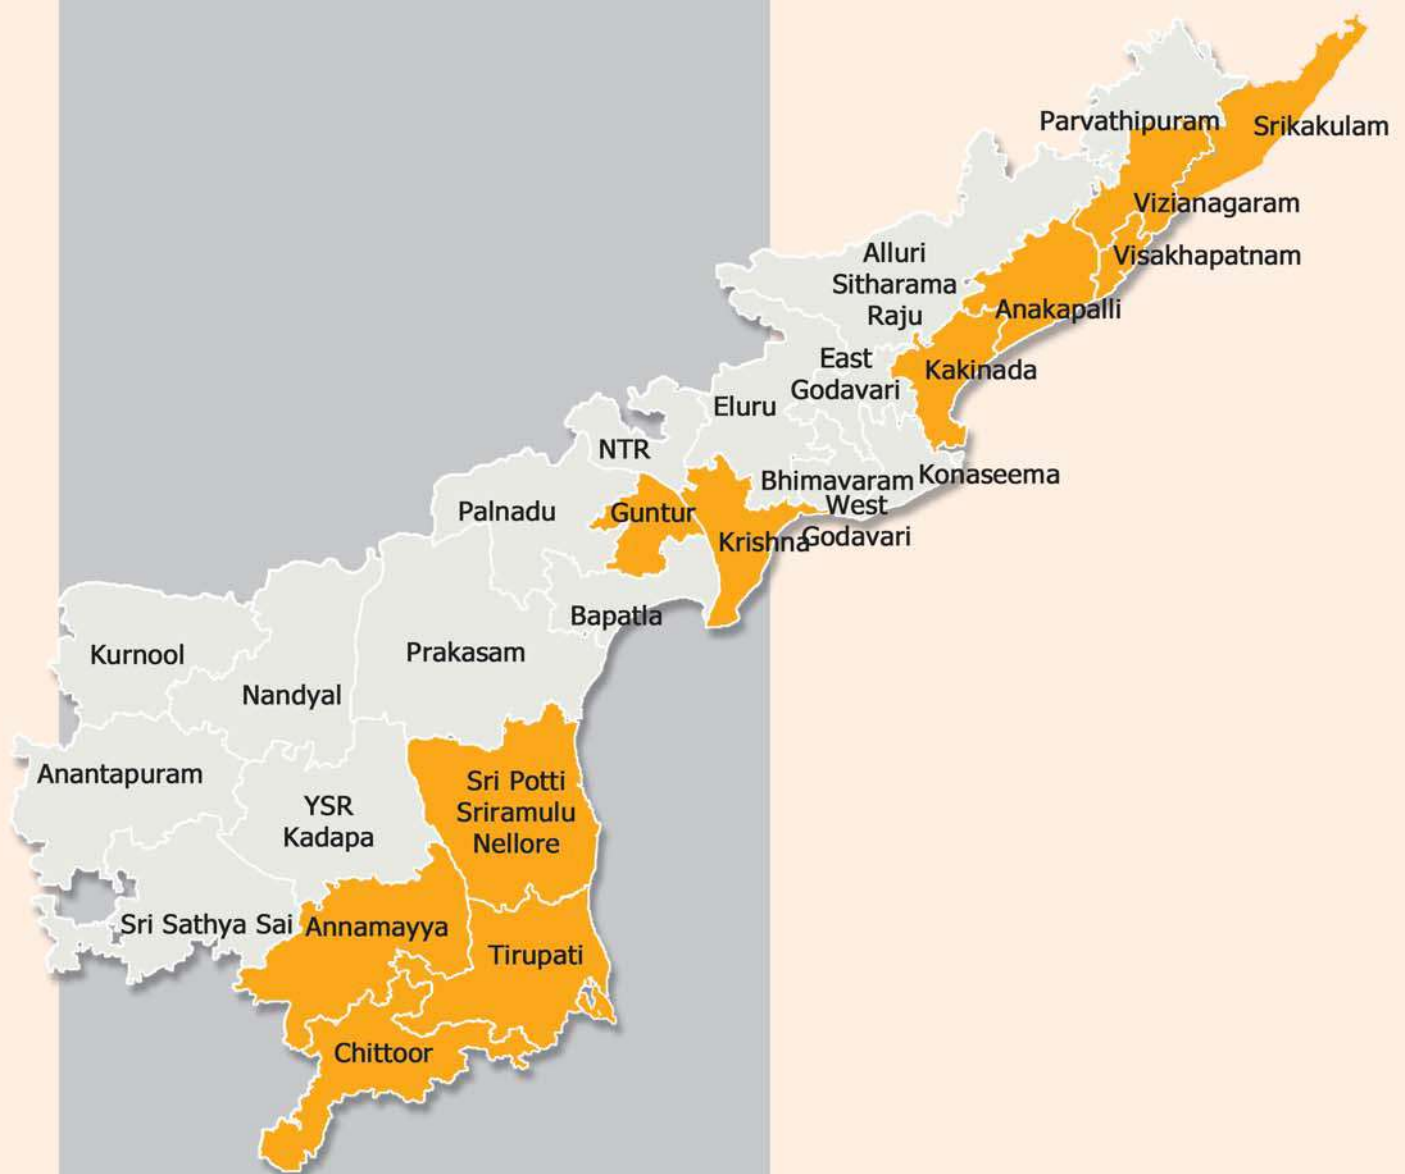 Parvathipuram
Srikakulam
Vizianagaram
Visakhapatnam
Alluri
Sitharama
Raju
Anakapalli
East
Godavari
Kakinada
Eluru
NTR
Bhimavaram
Konaseema
West
Godavari
Palnadu
Guntur
Krishna
Bapatla
Prakasam
Kurnool
Nandyal
Anantapuram
YSR
Kadapa
Sri Potti
Sriramulu
Nellore
Sri Sathya Sai
Annamayya
Tirupati
Chittoor